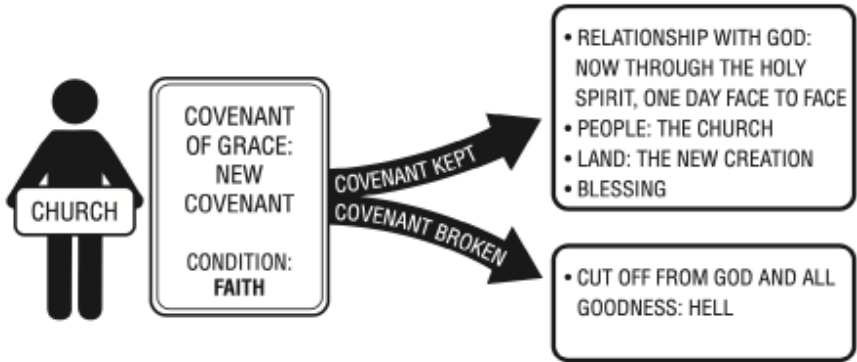 CHURCH
COVENANT
OF GRACE:
NEW
COVENANT
CONDITION:
FAITH
COVENANT KEPT
COVENANT BROKEN
• RELATIONSHIP WITH GOD:
NOW THROUGH THE HOLY
SPIRIT, ONE DAY FACE TO FACE
• PEOPLE: THE CHURCH
• LAND: THE NEW CREATION
• BLESSING
• CUT OFF FROM GOD AND ALL
GOODNESS: HELL